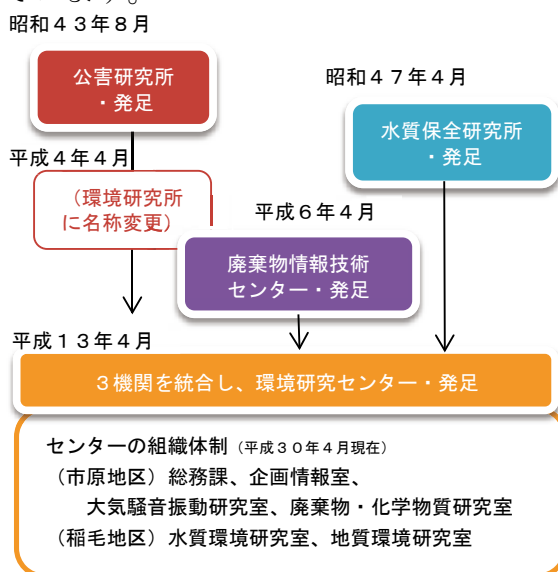 昭和４３年８月
公害研究所
・発足
昭和４７年４月
水質保全研究所
・発足
平成４年４月
（環境研究所
に名称変更）
平成６年４月
廃棄物情報技術
センター・発足
平成１３年４月
３機関を統合し、環境研究センター・発足
センターの組織体制（平成３０年４月現在）
（市原地区）総務課、企画情報室、
大気騒音振動研究室、廃棄物・化学物質研究室
（稲毛地区）水質環境研究室、地質環境研究室